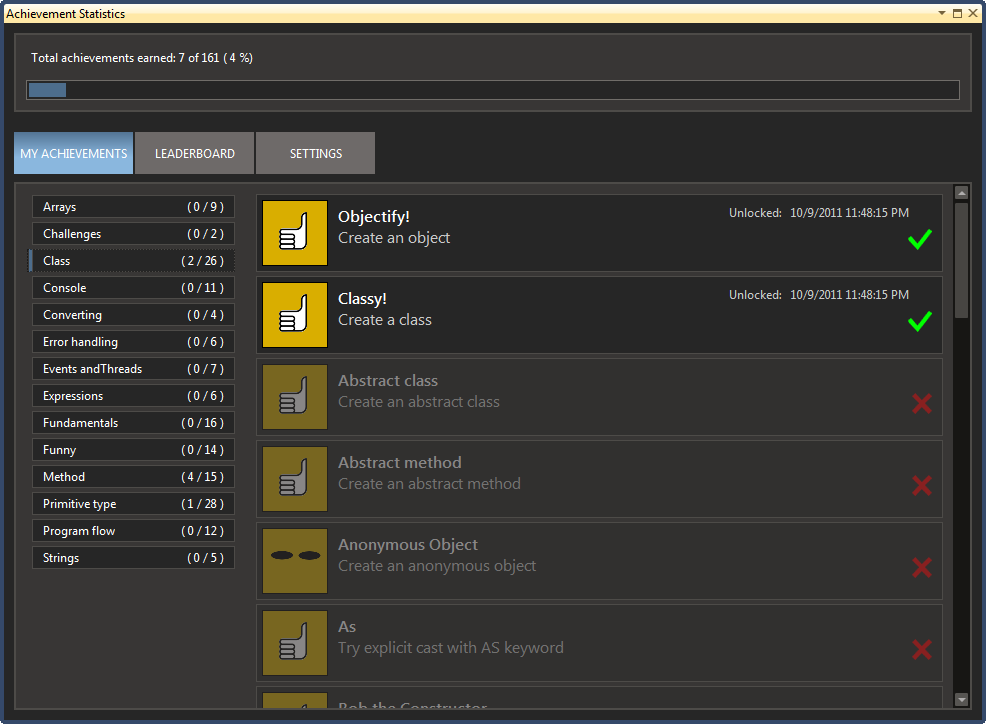 Achievement Statistics
Total achievements earned: 7 of 161 ( 4 %)
MY ACHIEVEMENTS
LEADERBOARD
SETTINGS
Arrays ( 0 / 9 )
Challenges ( 0 / 2 )
Class ( 2 / 26 )
Console ( 0 / 11 )
Converting ( 0 / 4 )
Error handling ( 0 / 6 )
Events andThreads ( 0 / 7 )
Expressions ( 0 / 6 )
Fundamentals ( 0 / 16 )
Funny ( 0 / 14 )
Method ( 4 / 15 )
Primitive type ( 1 / 28 )
Program flow ( 0 / 12 )
Strings ( 0 / 5 )
Objectify!
Create an object
Unlocked: 10/9/2011 11:48:15 PM
Classy!
Create a class
Unlocked: 10/9/2011 11:48:15 PM
Abstract class
Create an abstract class
Abstract method
Create an abstract method
Anonymous Object
Create an anonymous object
As
Try explicit cast with AS keyword
Bob the Constructor